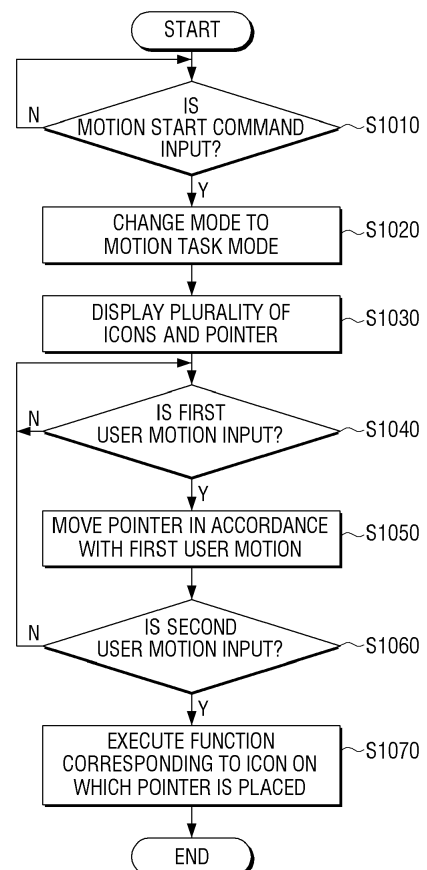 START
N
IS
MOTION START COMMAND
INPUT?
S1010
Y
CHANGE MODE TO
MOTION TASK MODE
S1020
DISPLAY PLURALITY OF
ICONS AND POINTER
S1030
N
IS FIRST
USER MOTION INPUT?
S1040
Y
MOVE POINTER IN ACCORDANCE
WITH FIRST USER MOTION
S1050
N
IS SECOND
USER MOTION INPUT?
S1060
Y
EXECUTE FUNCTION
CORRESPONDING TO ICON ON
WHICH POINTER IS PLACED
S1070
END